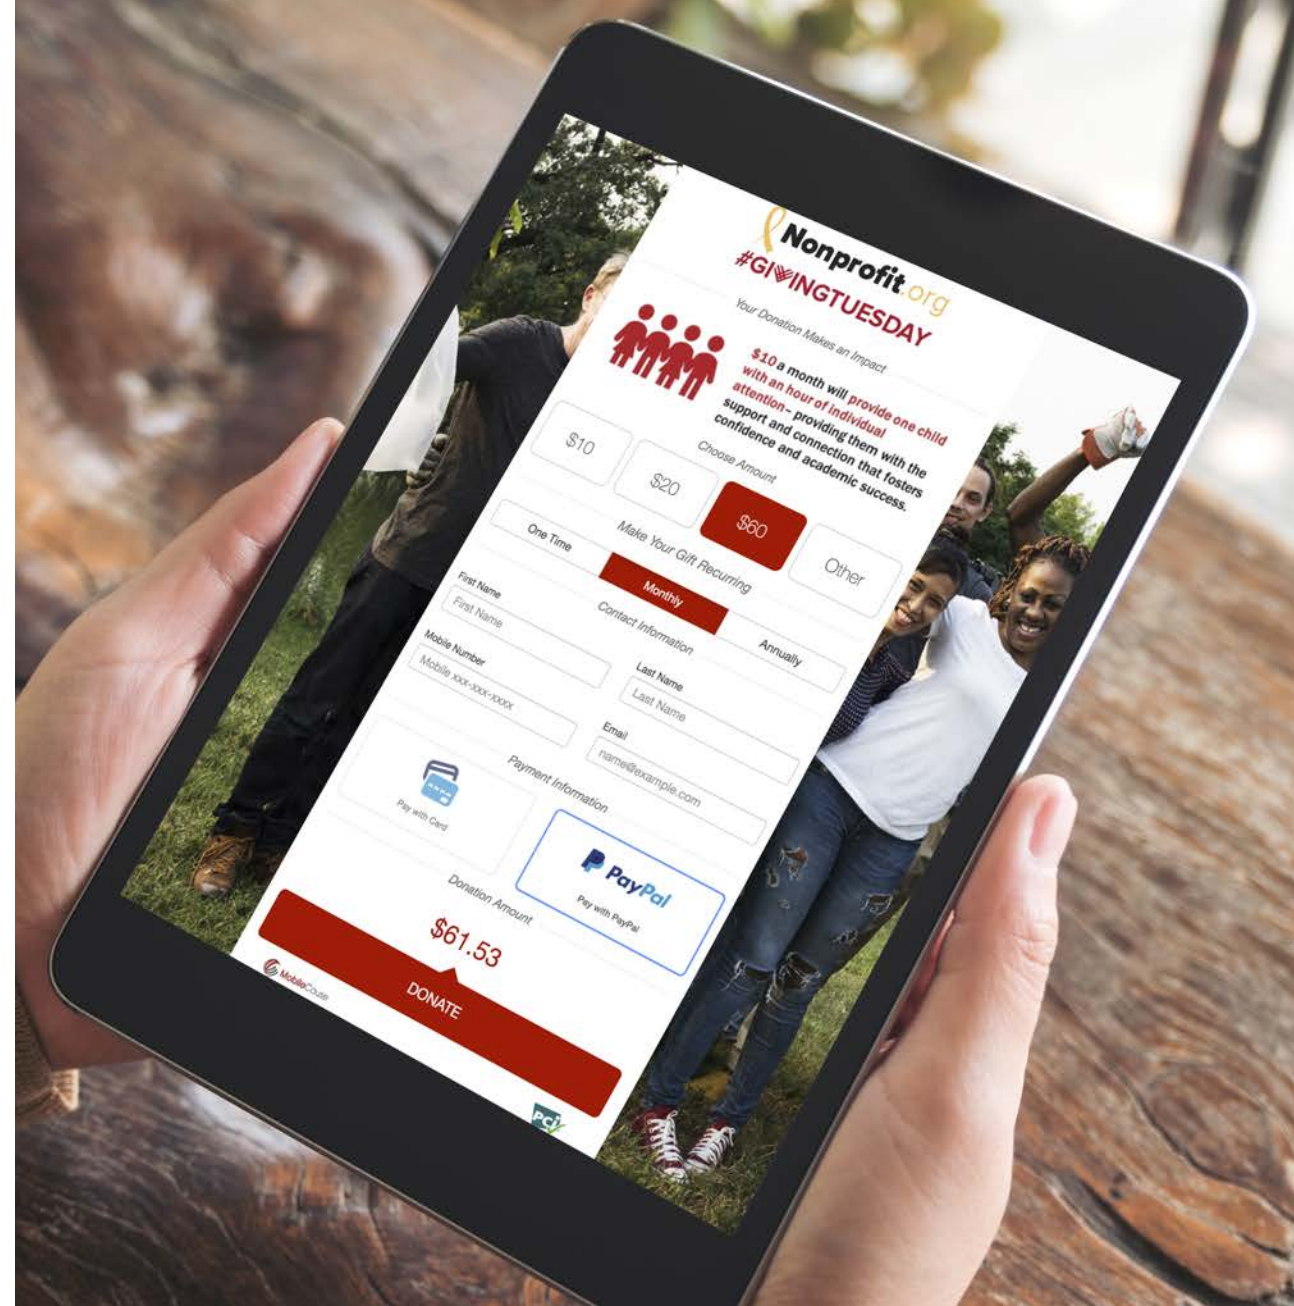 Nonprofit.org
#GIVINGTUESDAY
Your Donation Makes an Impact
$10 a month will provide one child
with an hour of individual
attention– providing them with the
support and connection that fosters
confidence and academic success.
Choose Amount
$10
$20
$60
Other
Make Your Gift Recurring
One Time
Monthly
Annually
Contact Information
First Name
First Name
Last Name
Last Name
Mobile Number
Mobile xxx-xxx-xxxx
Email
name@example.com
Payment Information
Pay with Card
PayPal
Pay with PayPal
Donation Amount
$61.53
DONATE
MobileCause
PCI